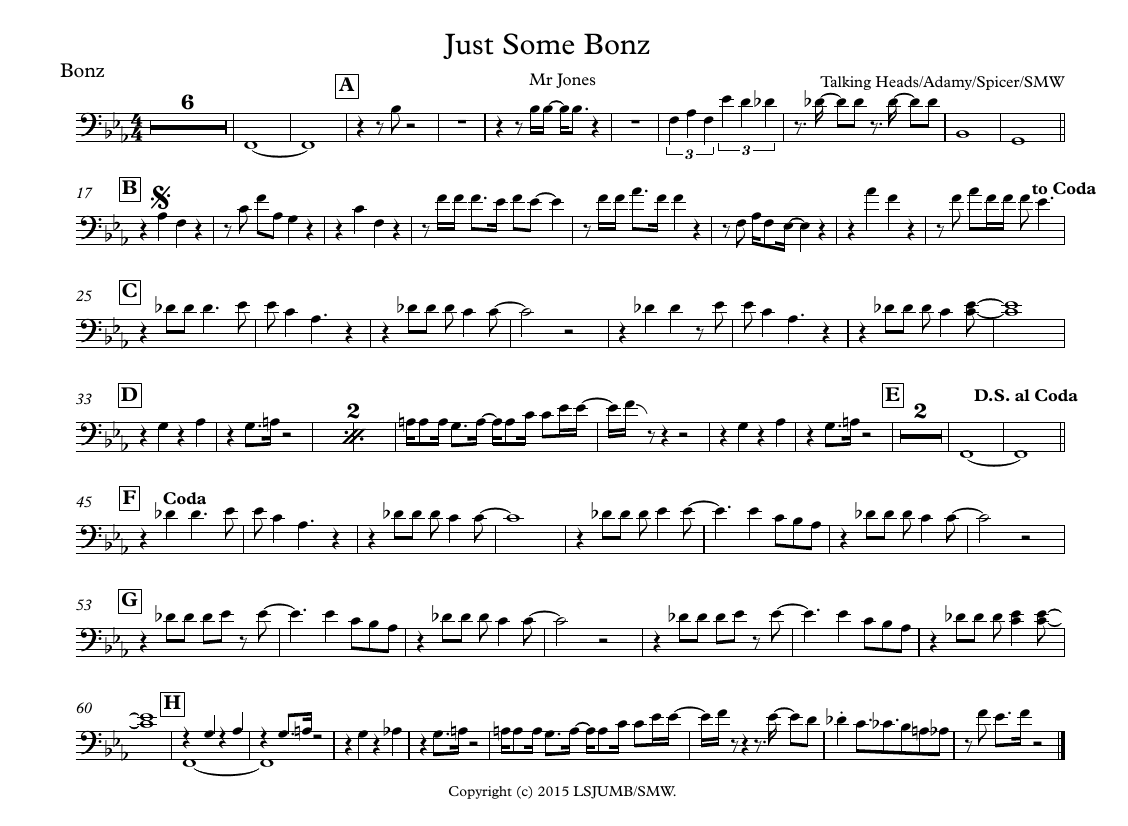 Just Some Bonz
Bonz
Mr Jones
Talking Heads/Adamy/Spicer/SMW
A
6
3 3
17 B to Coda
25 C
33 D E D.S. al Coda
2 2
45 F Coda
53 G
60 H
Copyright (c) 2015 LSJUMB/SMW.